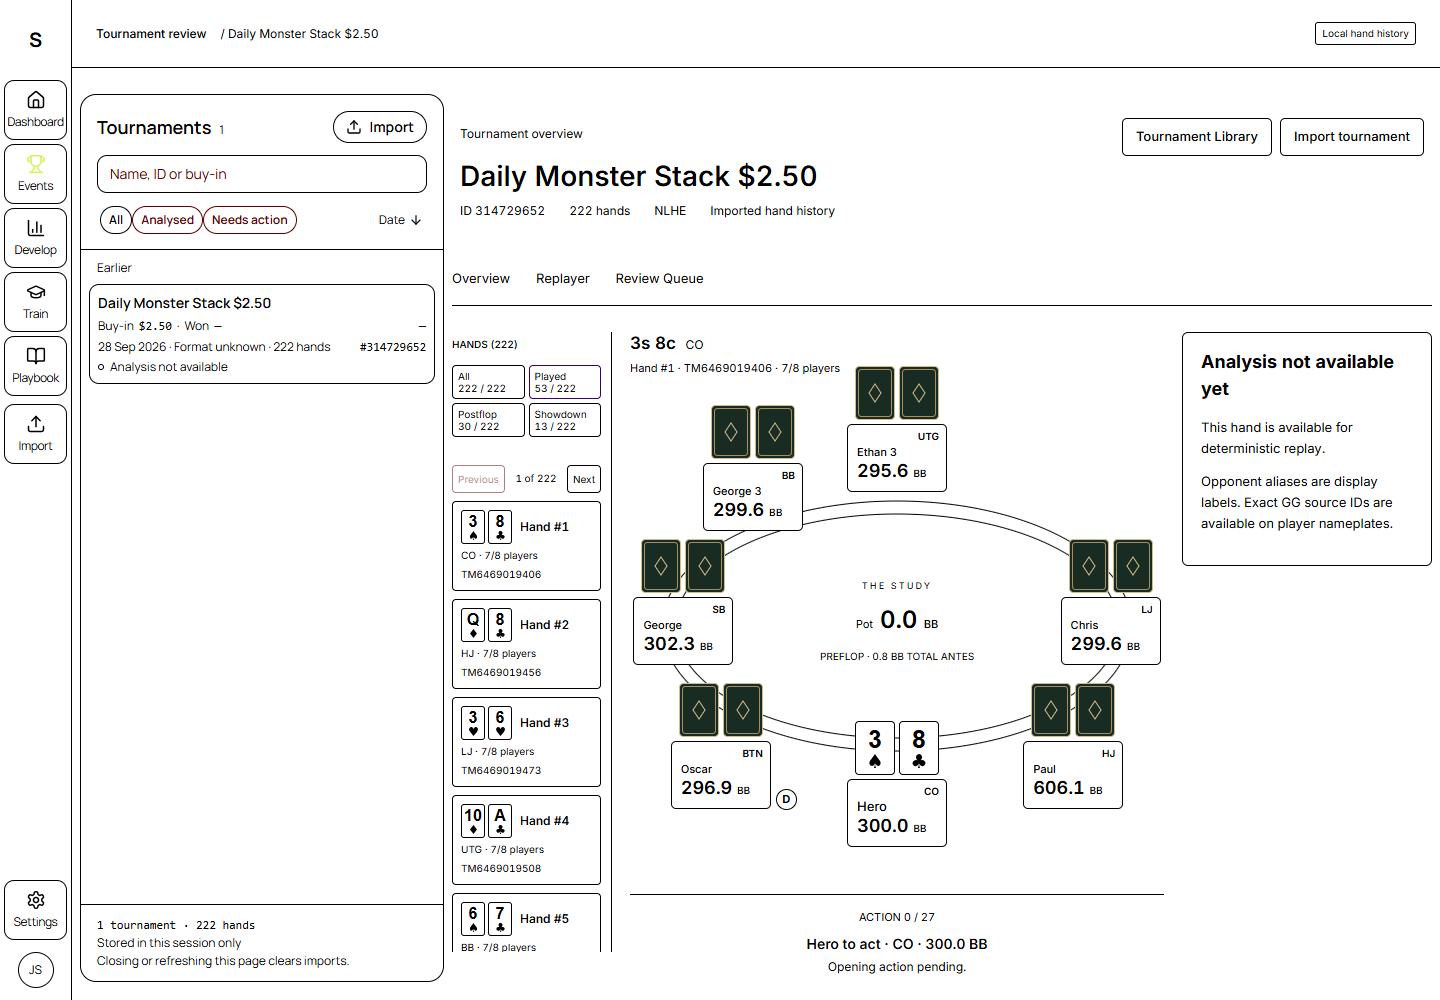 S
Dashboard
Events
Develop
Train
Playbook
Import
Settings
JS
Tournament review / Daily Monster Stack $2.50
Local hand history
Tournaments 1
Import
Name, ID or buy-in
All
Analysed
Needs action
Date
Earlier
Daily Monster Stack $2.50
Buy-in $2.50 · Won — —
28 Sep 2026 · Format unknown · 222 hands #314729652
Analysis not available
1 tournament · 222 hands
Stored in this session only
Closing or refreshing this page clears imports.
Tournament overview
Tournament Library
Import tournament
Daily Monster Stack $2.50
ID 314729652 222 hands NLHE Imported hand history
Overview
Replayer
Review Queue
HANDS (222)
All
222 / 222
Played
53 / 222
Postflop
30 / 222
Showdown
13 / 222
Previous
1 of 222
Next
3 8 Hand #1
CO · 7/8 players
TM6469019406
Q 8 Hand #2
HJ · 7/8 players
TM6469019456
3 6 Hand #3
LJ · 7/8 players
TM6469019473
10 A Hand #4
UTG · 7/8 players
TM6469019508
6 7 Hand #5
BB · 7/8 players
3s 8c CO
Hand #1 · TM6469019406 · 7/8 players
UTG
Ethan 3
295.6 BB
BB
George 3
299.6 BB
SB
George
302.3 BB
LJ
Chris
299.6 BB
THE STUDY
Pot 0.0 BB
PREFLOP · 0.8 BB TOTAL ANTES
BTN
Oscar
296.9 BB
D
3 8
CO
Hero
300.0 BB
HJ
Paul
606.1 BB
ACTION 0 / 27
Hero to act · CO · 300.0 BB
Opening action pending.
Analysis not available
yet
This hand is available for
deterministic replay.
Opponent aliases are display
labels. Exact GG source IDs are
available on player nameplates.